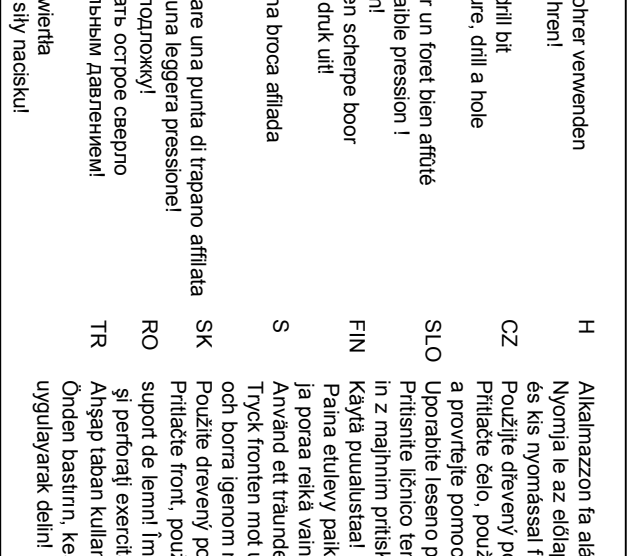 ohrer verwenden
hren!
drill bit
ure, drill a hole
r un foret bien affûté
aible pression !
n!
en scherpe boor
druk uit!
na broca afilada
are una punta di trapano affilata
una leggera pressione!
подложку!
ать острое сверло
льным давлением!
wiertła
siły nacisku!
H Alkalmazzon fa alá
Nyomja le az előlap
és kis nyomással f
CZ Použijte dřevěný po
Přitlačte čelo, použ
a provrtejte pomoc
SLO Uporabite leseno p
Pritisnite ličnico ter
in z majhnim pritisk
FIN Käytä puualustaa!
Paina etulevy paik
ja poraa reikä vain
S Använd ett träunde
Tryck fronten mot u
och borra igenom
SK Použite drevený po
Pritlačte front, použ
RO suport de lemn! Îm
şi perforaţi exercit
TR Ahşap taban kullar
Önden bastırın, ke
uygulayarak delin!